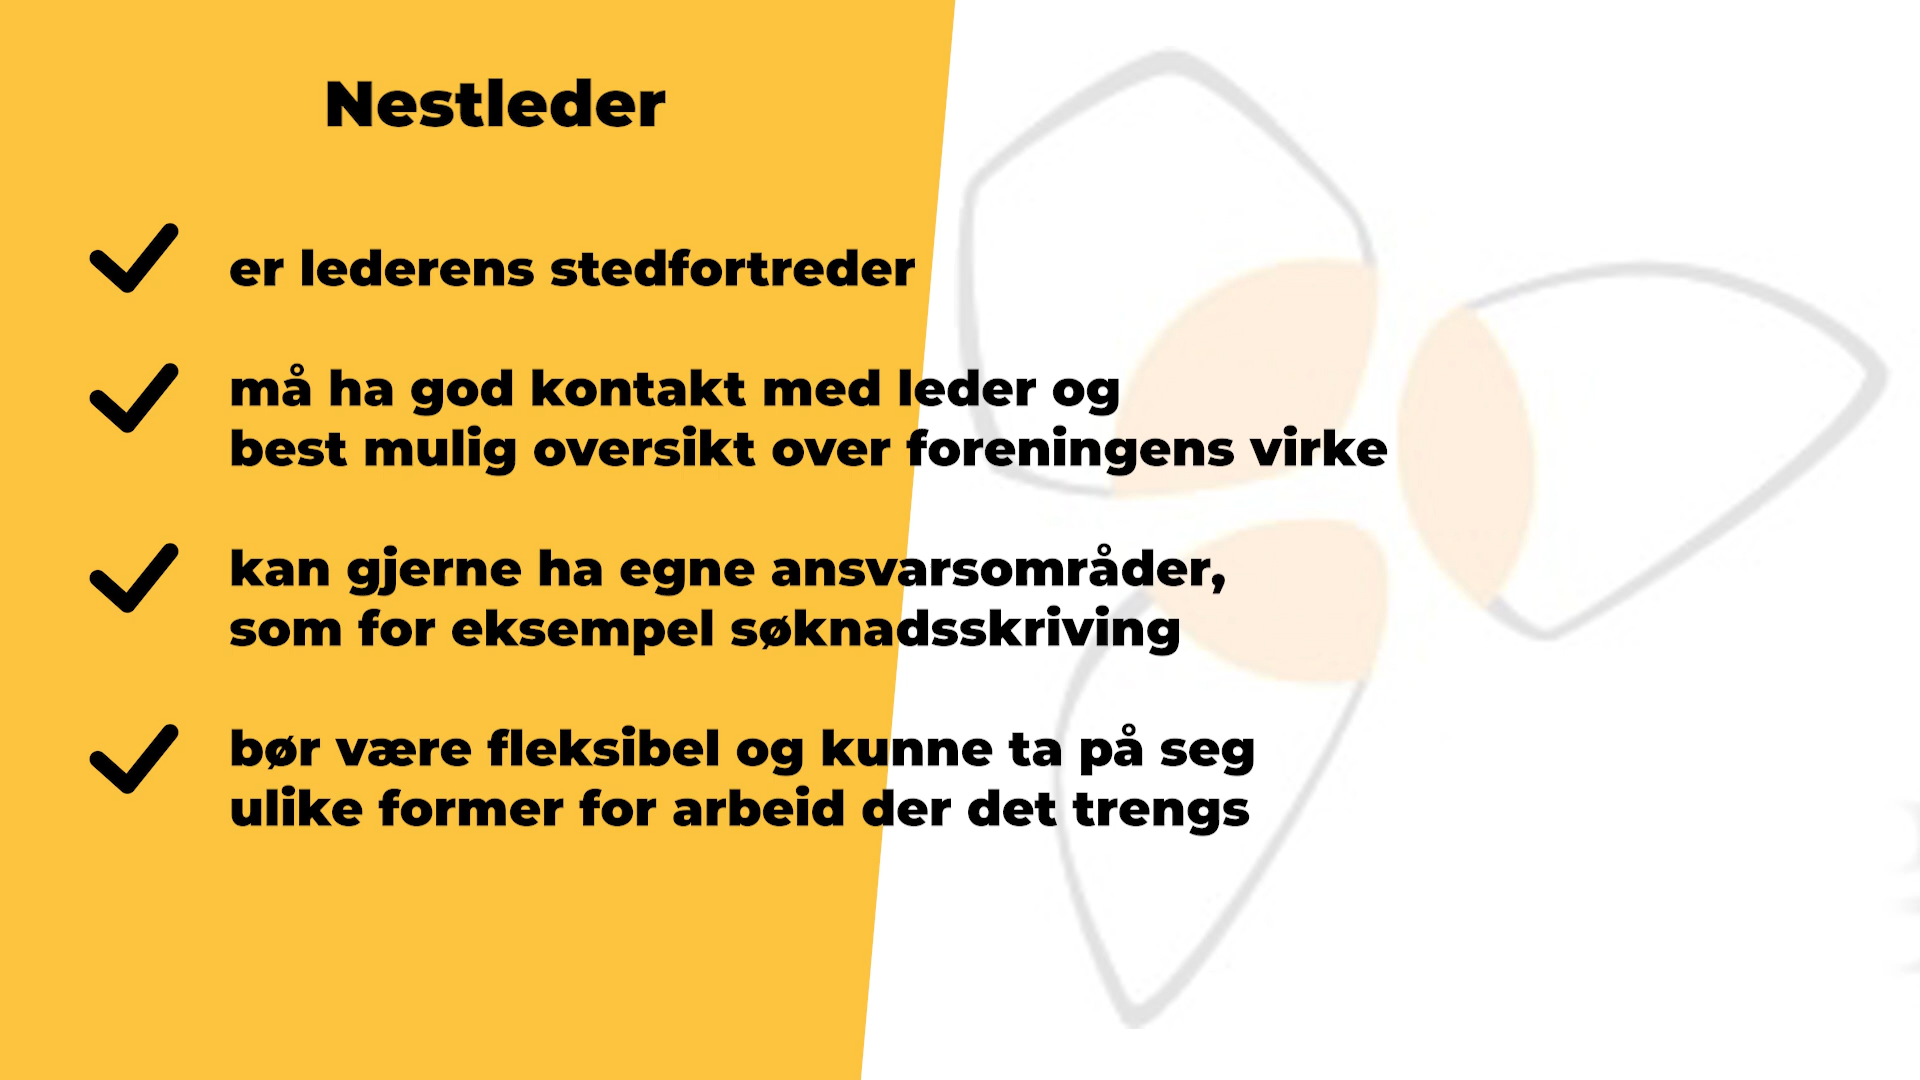 Nestleder
er lederens stedfortreder
må ha god kontakt med leder og
best mulig oversikt over foreningens virke
kan gjerne ha egne ansvarsområder,
som for eksempel søknadsskriving
bør være fleksibel og kunne ta på seg
ulike former for arbeid der det trengs